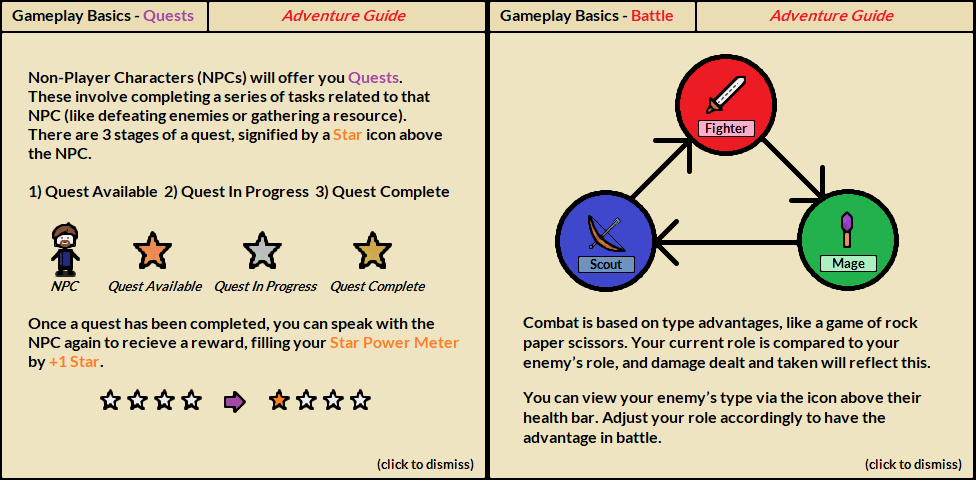 Gameplay Basics - Quests
Adventure Guide
Non-Player Characters (NPCs) will offer you Quests.
These involve completing a series of tasks related to that
NPC (like defeating enemies or gathering a resource).
There are 3 stages of a quest, signified by a Star icon above
the NPC.
1) Quest Available 2) Quest In Progress 3) Quest Complete
NPC
Quest Available
Quest In Progress
Quest Complete
Once a quest has been completed, you can speak with the
NPC again to recieve a reward, filling your Star Power Meter
by +1 Star.
(click to dismiss)
Gameplay Basics - Battle
Adventure Guide
Fighter
Scout
Mage
Combat is based on type advantages, like a game of rock
paper scissors. Your current role is compared to your
enemy's role, and damage dealt and taken will reflect this.
You can view your enemy's type via the icon above their
health bar. Adjust your role accordingly to have the
advantage in battle.
(click to dismiss)